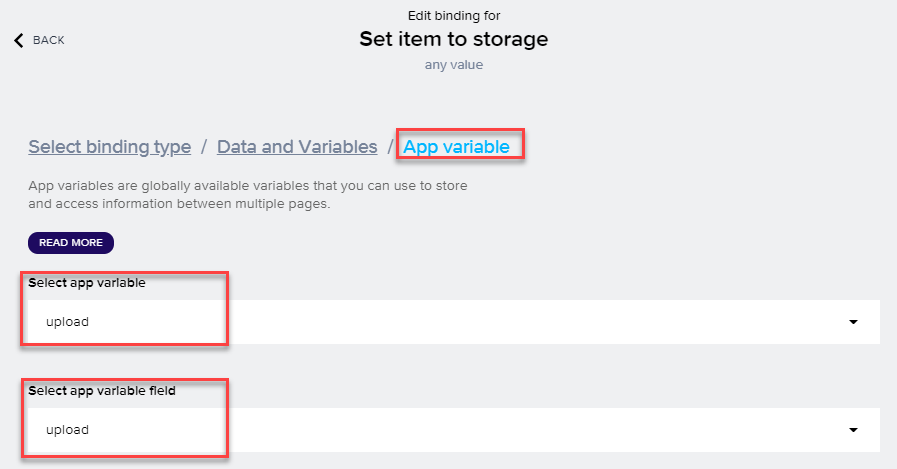 Edit binding for
BACK
Set item to storage
any value
Select binding type / Data and Variables / App variable
App variables are globally available variables that you can use to store
and access information between multiple pages.
READ MORE
Select app variable
upload
Select app variable field
upload